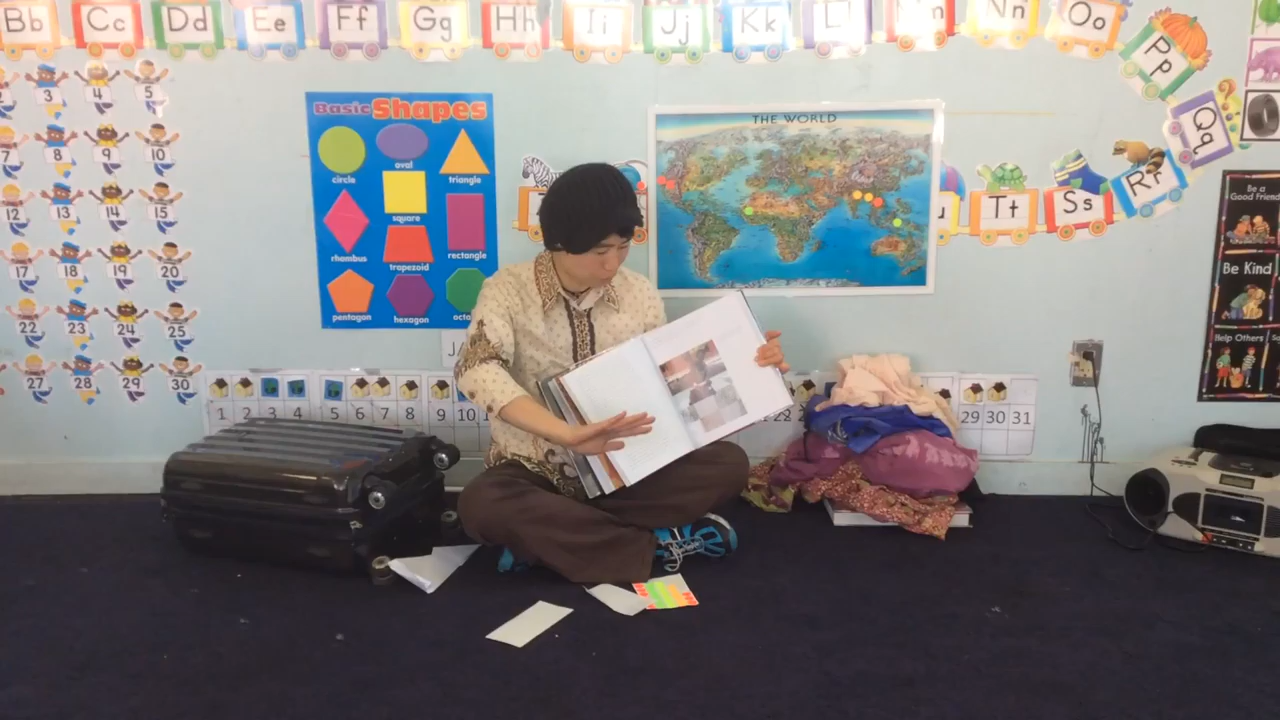 Bb Cc Dd Ee Ff Gg Hh Ii Jj Kk Nn Oo
Pp
Qq
Rr
Ss
Tt
3 4 5
7 8 9 10
12 13 14 15
17 18 19 20
22 23 24 25
27 28 29 30
Basic Shapes
circle oval triangle
square
rhombus trapezoid rectangle
pentagon hexagon octa
THE WORLD
J
1 2 3 4 5 6 7 8 9 10 22 29 30 31
Be a
Good Friend
Be Kind
Help Others